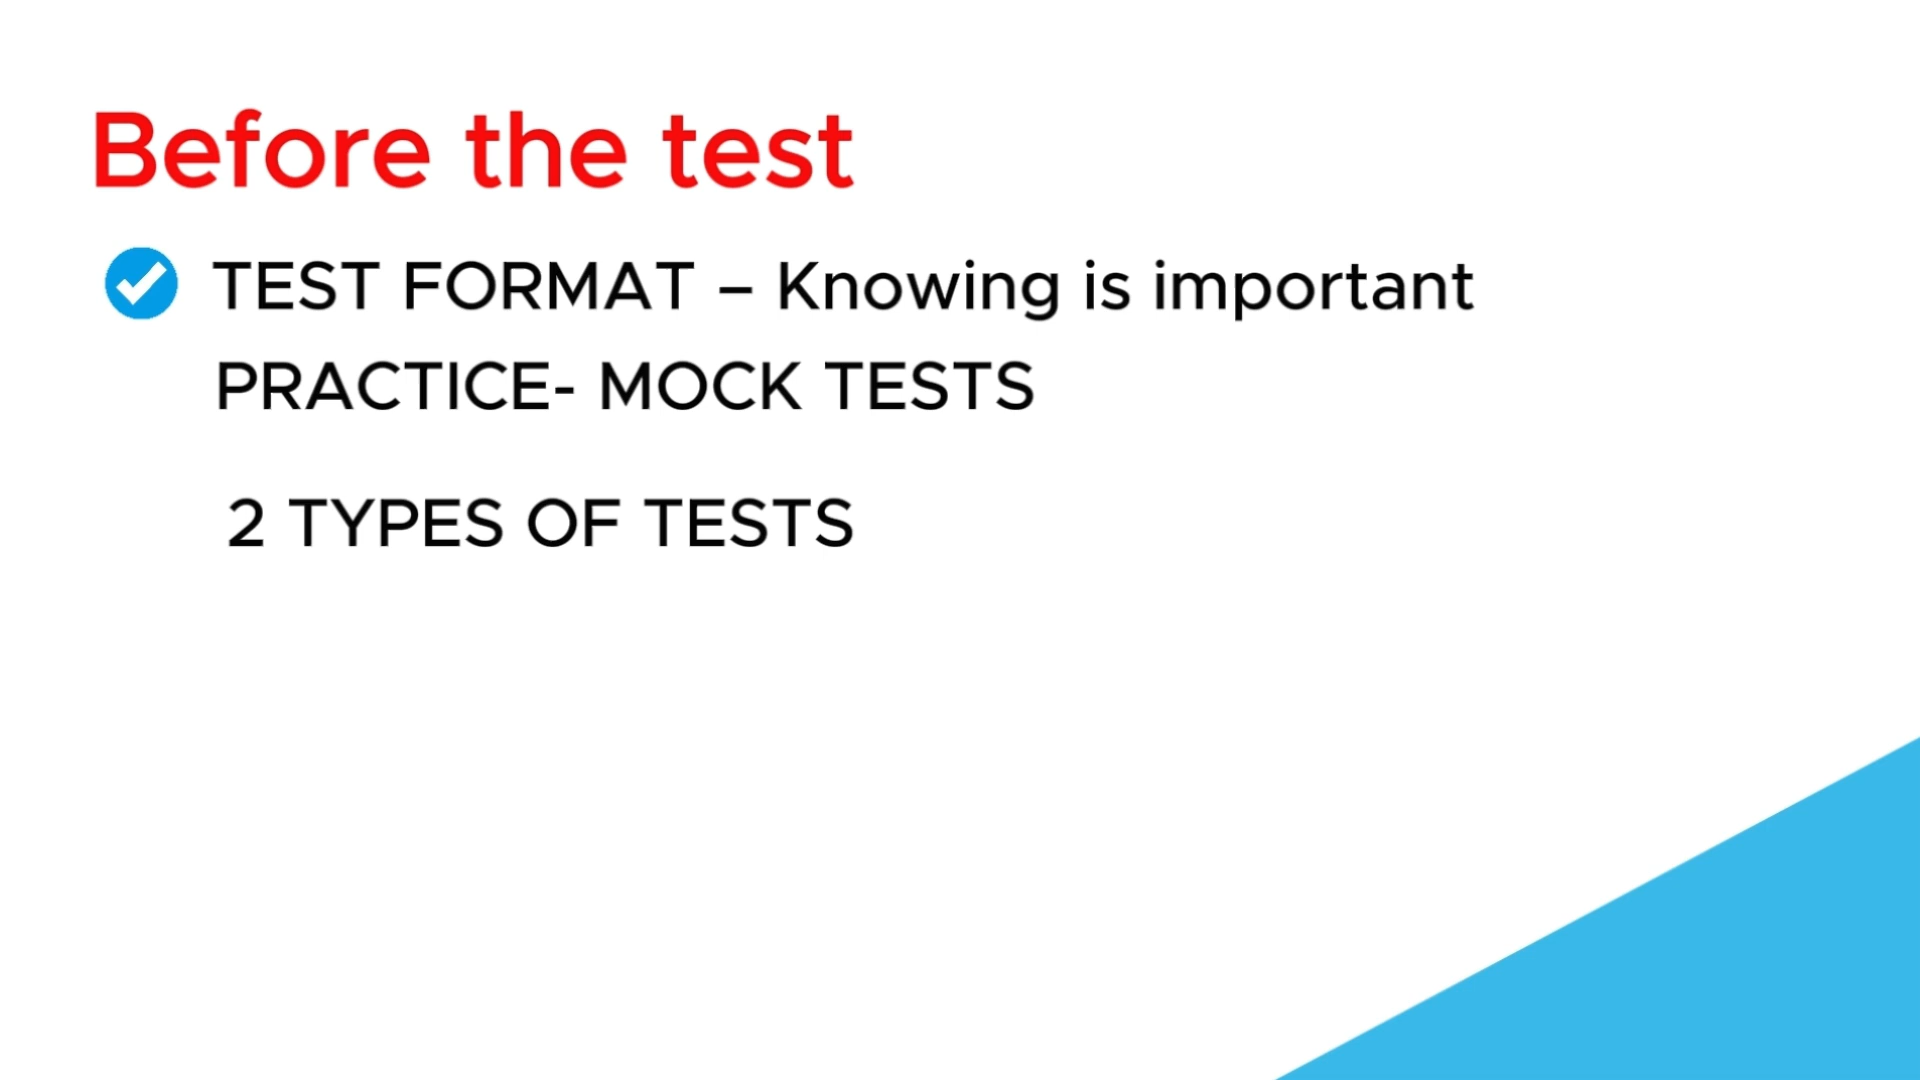 Before the test
TEST FORMAT – Knowing is important
PRACTICE- MOCK TESTS
2 TYPES OF TESTS